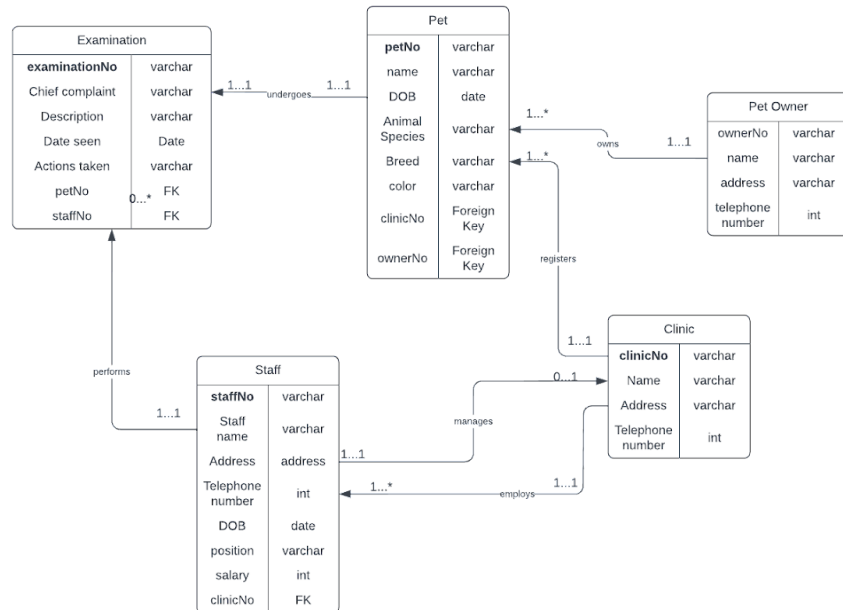 Examination
examinationNo varchar
Chief complaint varchar
Description varchar
Date seen Date
Actions taken varchar
petNo FK
0...*
staffNo FK
1...1
undergoes
1...1
Pet
petNo varchar
name varchar
DOB date
Animal
Species varchar
Breed varchar
color varchar
clinicNo Foreign
Key
ownerNo Foreign
Key
1...*
owns
1...1
1...*
registers
1...1
Pet Owner
ownerNo varchar
name varchar
address varchar
telephone
number int
Clinic
clinicNo varchar
Name varchar
Address varchar
Telephone
number int
performs
1...1
Staff
staffNo varchar
Staff
name varchar
Address address
Telephone
number int
DOB date
position varchar
salary int
clinicNo FK
0...1
manages
1...1
1...*
employs
1...1